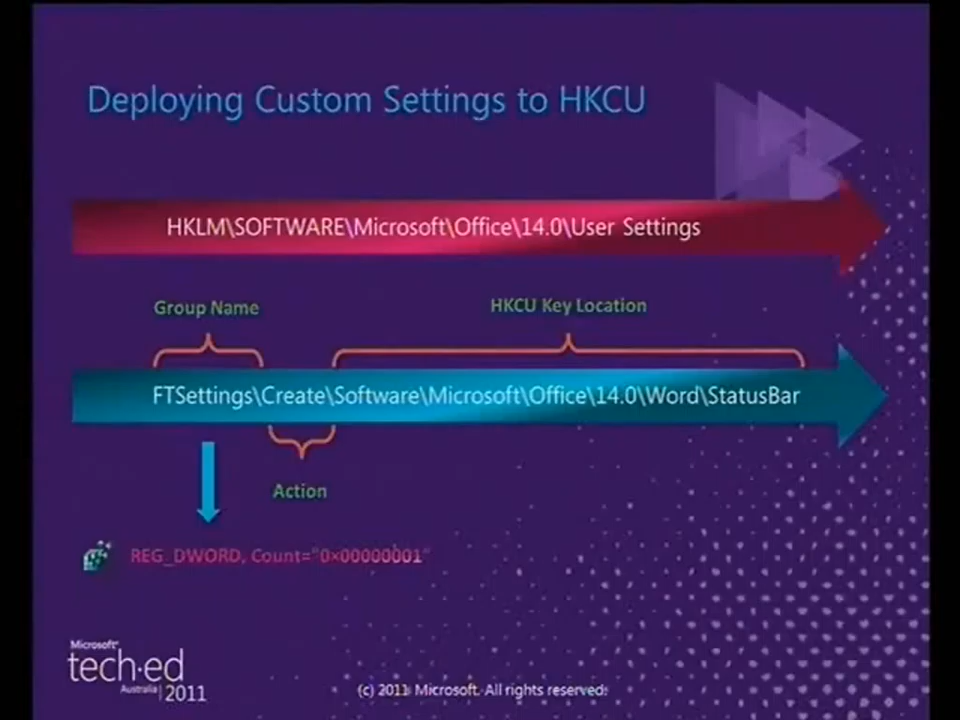 Deploying Custom Settings to HKCU
HKLM\SOFTWARE\Microsoft\Office\14.0\User Settings
Group Name
HKCU Key Location
FTSettings\Create\Software\Microsoft\Office\14.0\Word\StatusBar
Action
REG_DWORD, Count="0x00000001"
Microsoft®
tech·ed
Australia | 2011
(c) 2011 Microsoft. All rights reserved.